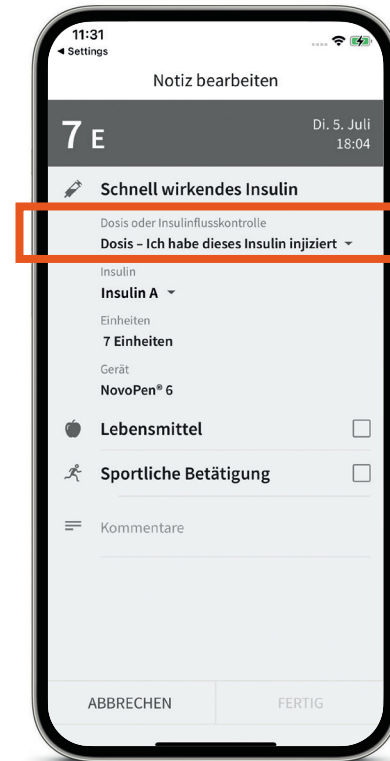 11:31
◀ Settings
Notiz bearbeiten
7 E
Di. 5. Juli
18:04
Schnell wirkendes Insulin
Dosis oder Insulinflusskontrolle
Dosis – Ich habe dieses Insulin injiziert
Insulin
Insulin A
Einheiten
7 Einheiten
Gerät
NovoPen® 6
Lebensmittel
Sportliche Betätigung
Kommentare
ABBRECHEN
FERTIG